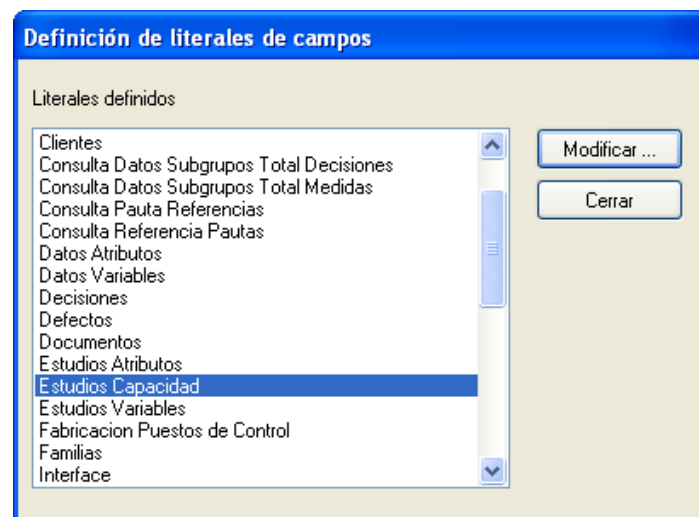 Definición de literales de campos
Literales definidos
Clientes
Consulta Datos Subgrupos Total Decisiones
Consulta Datos Subgrupos Total Medidas
Consulta Pauta Referencias
Consulta Referencia Pautas
Datos Atributos
Datos Variables
Decisiones
Defectos
Documentos
Estudios Atributos
Estudios Capacidad
Estudios Variables
Fabricacion Puestos de Control
Familias
Interface
Modificar ...
Cerrar